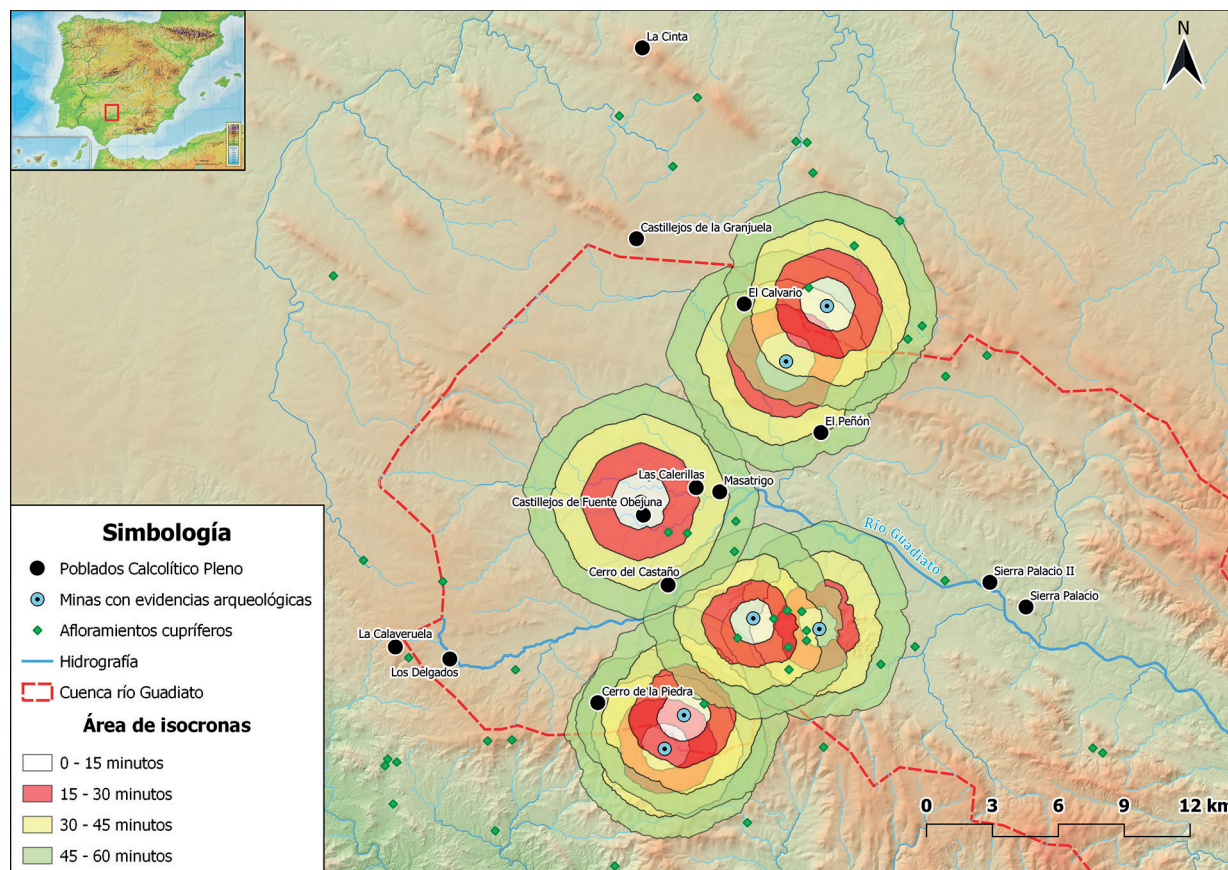 N
La Cinta
Castillejos de la Granjuela
El Calvario
El Peñón
Las Calerillas
Masatrigo
Castillejos de Fuente Obejuna
Río Guadiato
Cerro del Castaño
Sierra Palacio II
Sierra Palacio
La Calaveruela
Los Delgados
Cerro de la Piedra
Simbología
Poblados Calcolítico Pleno
Minas con evidencias arqueológicas
Afloramientos cupríferos
Hidrografía
Cuenca río Guadiato
Área de isocronas
0 - 15 minutos
15 - 30 minutos
30 - 45 minutos
45 - 60 minutos
0 3 6 9 12 km